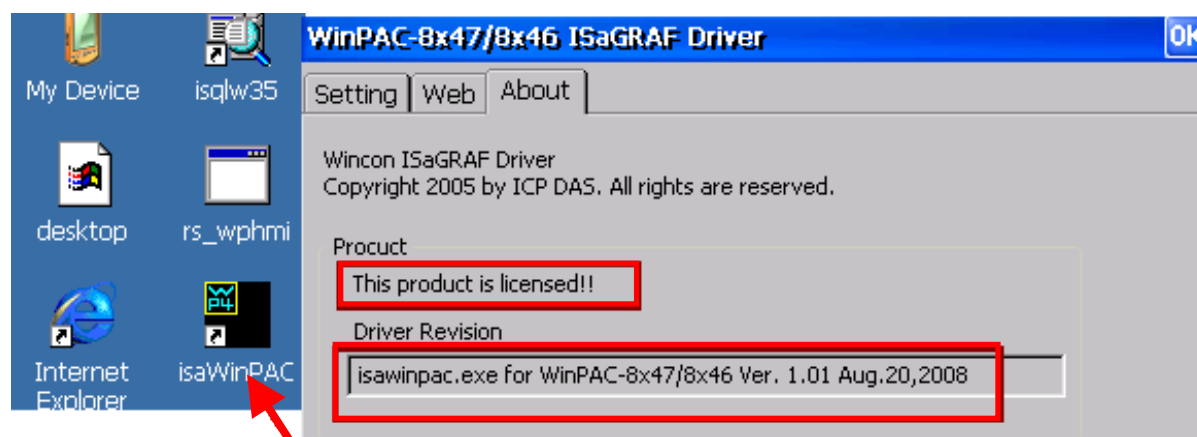 My Device
isqlw35
desktop
rs_wphmi
P4
Internet
Explorer
isaWinPAC
WinPAC-8x47/8x46 ISaGRAF Driver
OK
Setting
Web
About
Wincon ISaGRAF Driver
Copyright 2005 by ICP DAS. All rights are reserved.
Procuct
This product is licensed!!
Driver Revision
isawinpac.exe for WinPAC-8x47/8x46 Ver. 1.01 Aug.20,2008